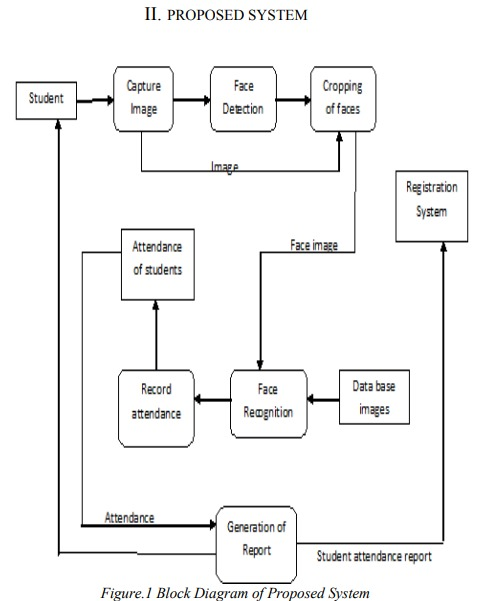 II. PROPOSED SYSTEM
Student
Capture
Image
Face
Detection
Cropping
of faces
Image
Registration
System
Attendance
of students
Face image
Record
attendance
Face
Recognition
Data base
images
Attendance
Generation of
Report
Student attendance report
Figure.1 Block Diagram of Proposed System